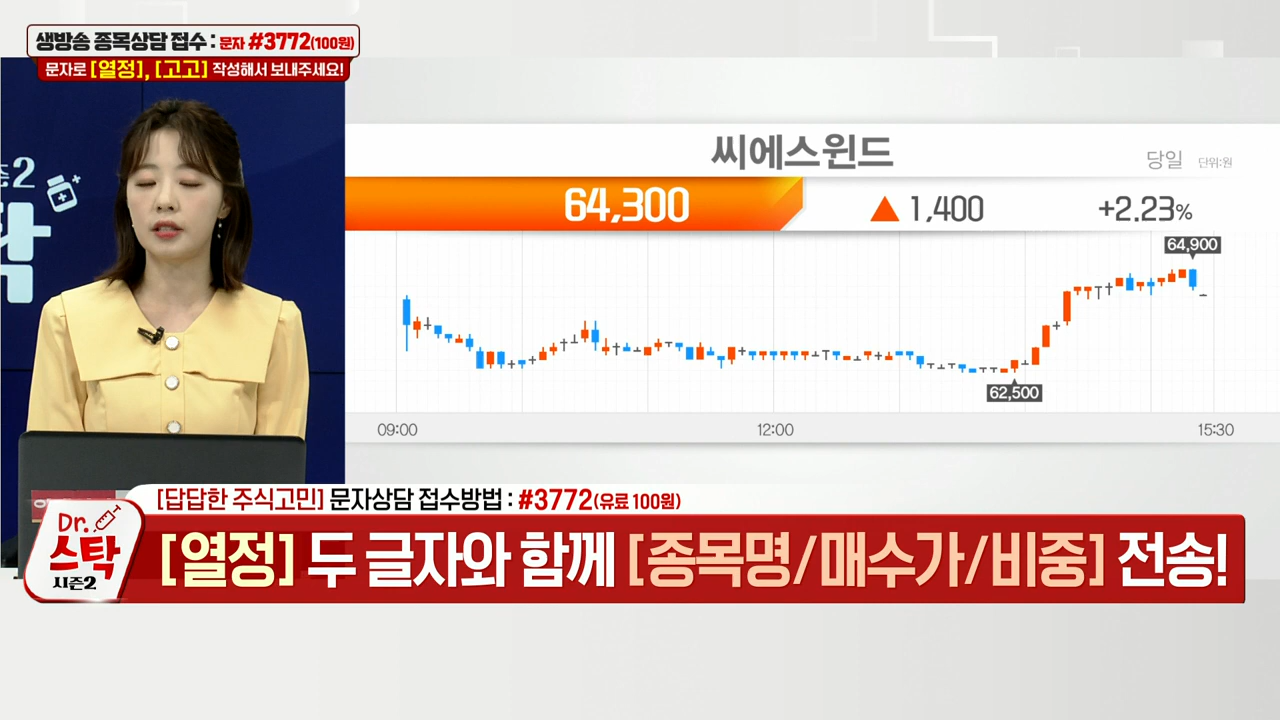 생방송 종목상담 접수 : 문자 #3772(100원)
문자로 [열정], [고고] 작성해서 보내주세요!
2
탁
씨에스윈드
당일 단위:원
64,300 ▲ 1,400 +2.23%
64,900
62,500
09:00 12:00 15:30
[답답한 주식고민] 문자상담 접수방법 : #3772(유료 100원)
Dr.
스탁
시즌2
[열정] 두 글자와 함께 [종목명/매수가/비중] 전송!